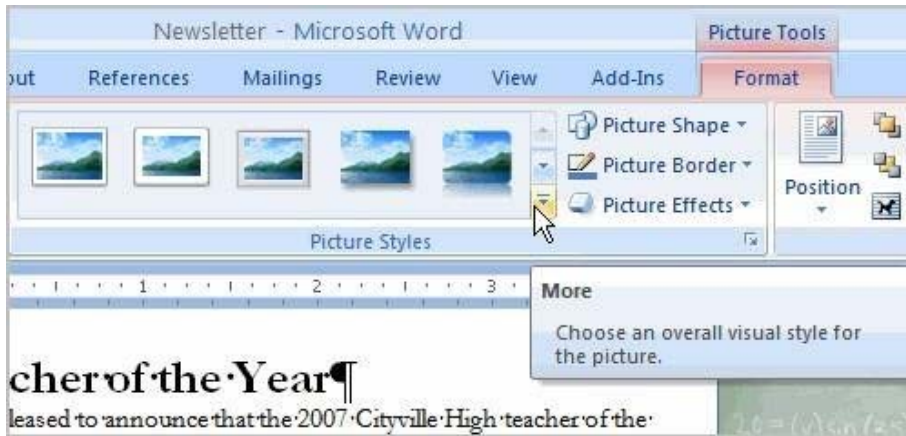 Newsletter - Microsoft Word Picture Tools
out References Mailings Review View Add-Ins Format
Picture Shape
Picture Border
Picture Effects
Position
Picture Styles
1 2 3
More
Choose an overall visual style for
the picture.
cher·of·the·Year¶
leased·to·announce·that·the·2007·Cityville·High·teacher·of·the·